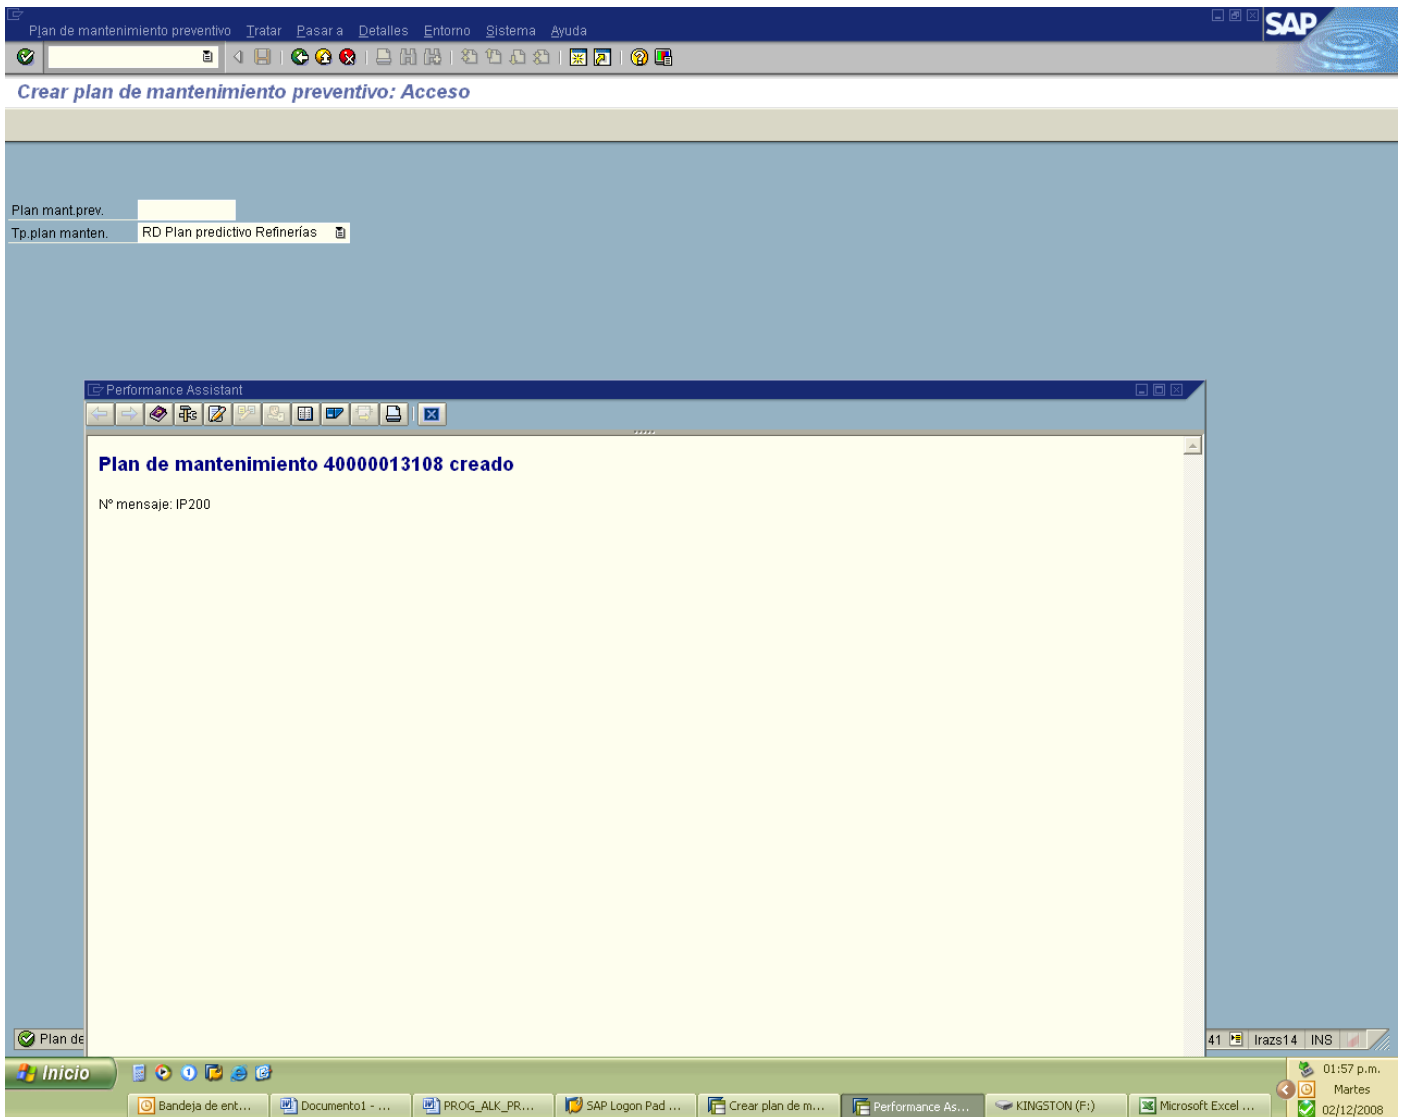 Plan de mantenimiento preventivo Tratar Pasar a Detalles Entorno Sistema Ayuda
SAP
Crear plan de mantenimiento preventivo: Acceso
Plan mant.prev.
Tp.plan manten. RD Plan predictivo Refinerías
Performance Assistant
Plan de mantenimiento 40000013108 creado
Nº mensaje: IP200
Plan de
41 Irazs14 INS
Inicio
01:57 p.m.
Martes
02/12/2008
Bandeja de ent... Documento1 - ... PROG_ALK_PR... SAP Logon Pad ... Crear plan de m... Performance As... KINGSTON (F:) Microsoft Excel ...